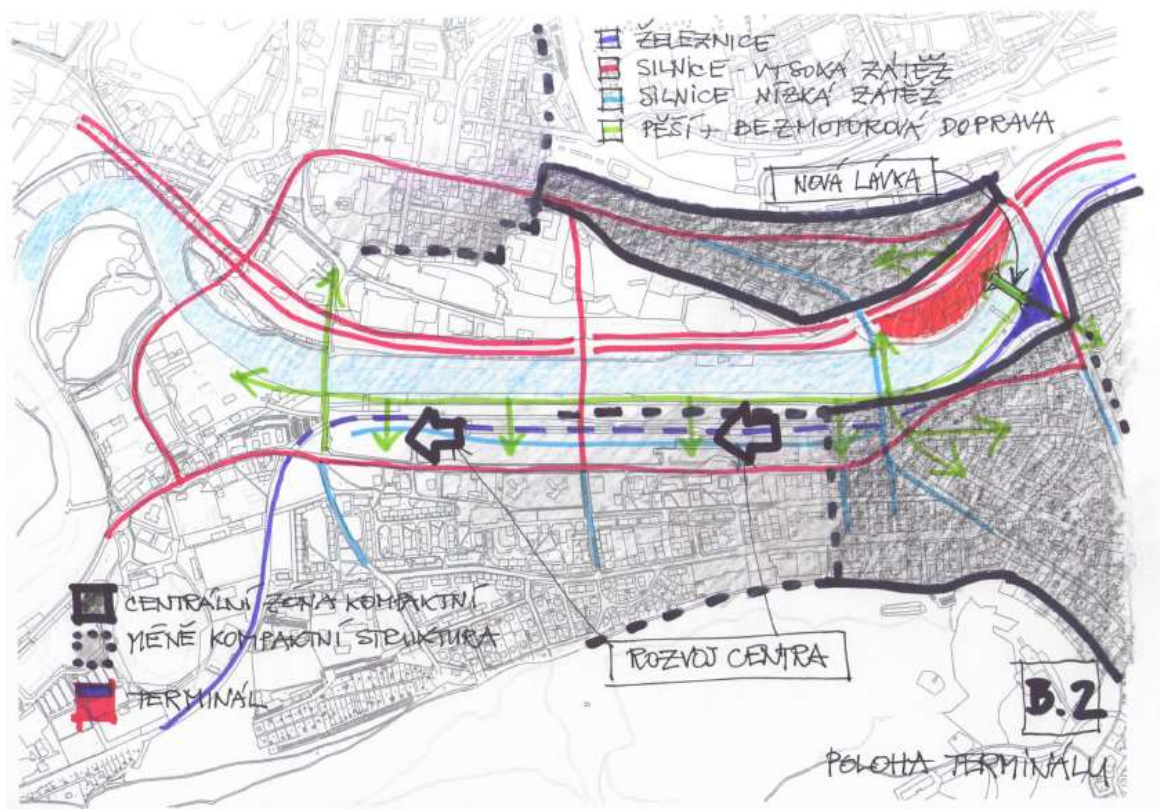 ŽELEZNICE
SILNICE - VYSOKÁ ZÁTĚŽ
SILNICE NÍZKÁ ZÁTĚŽ
PĚŠÍ + BEZMOTOROVÁ DOPRAVA
NOVÁ LÁVKA
CENTRÁLNÍ ZÓNA KOMPAKTNÍ
MÉNĚ KOMPAKTNÍ STRUKTURA
TERMINÁL
ROZVOJ CENTRA
B.2
POLOHA TERMINÁLU